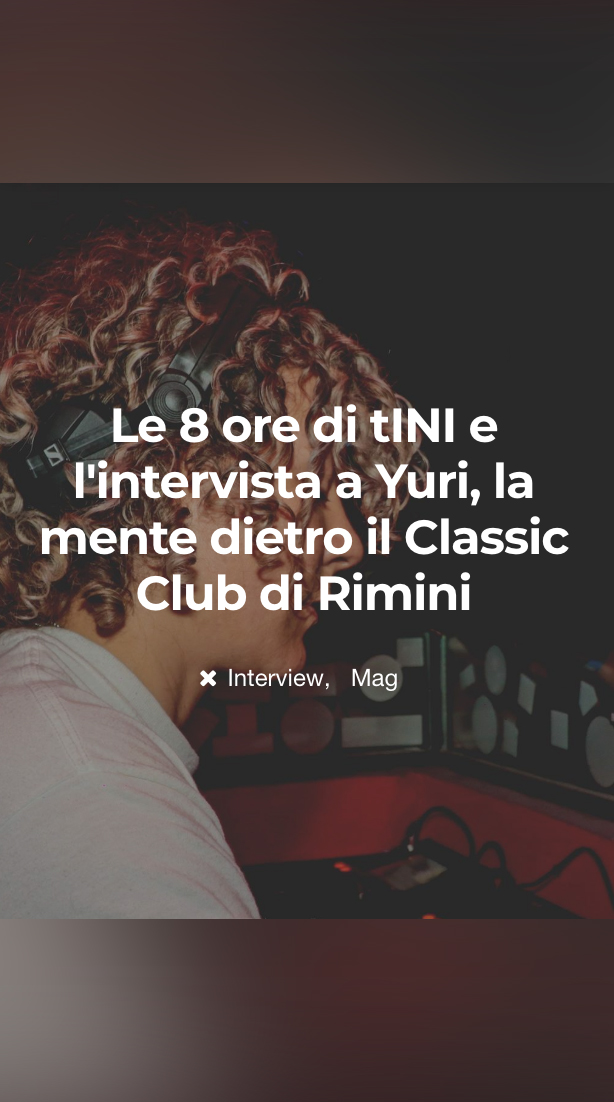 Le 8 ore di tINI e
l'intervista a Yuri, la
mente dietro il Classic
Club di Rimini
Interview, Mag